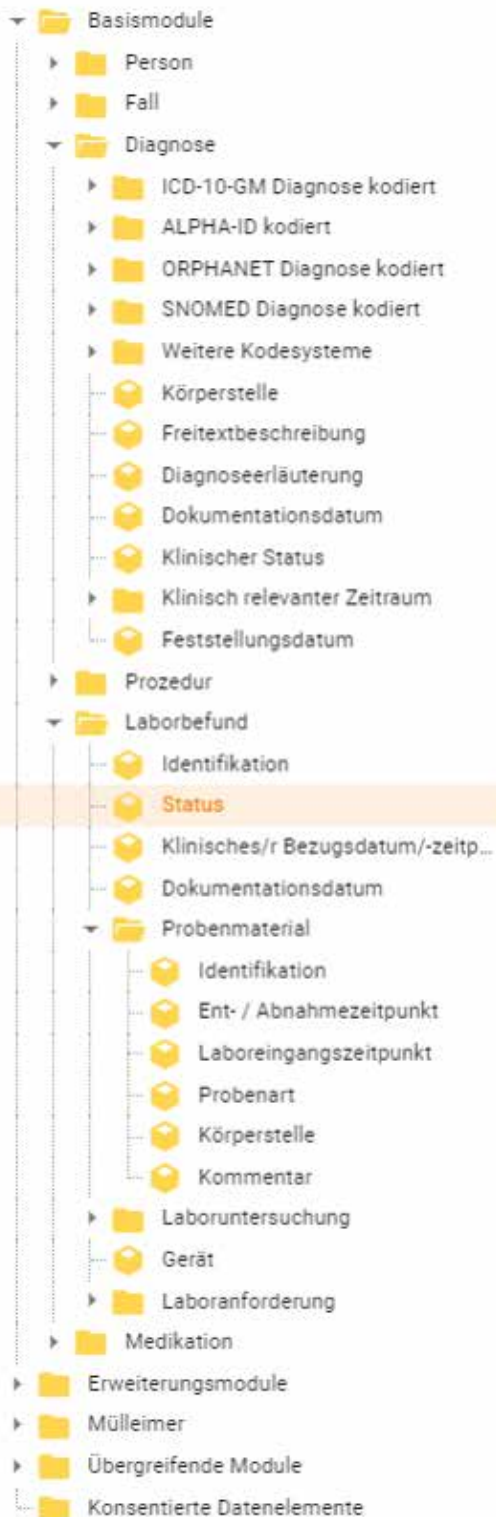 Basismodule
Person
Fall
Diagnose
ICD-10-GM Diagnose kodiert
ALPHA-ID kodiert
ORPHANET Diagnose kodiert
SNOMED Diagnose kodiert
Weitere Kodesysteme
Körperstelle
Freitextbeschreibung
Diagnoseerläuterung
Dokumentationsdatum
Klinischer Status
Klinisch relevanter Zeitraum
Feststellungsdatum
Prozedur
Laborbefund
Identifikation
Status
Klinisches/r Bezugsdatum/-zeitp...
Dokumentationsdatum
Probenmaterial
Identifikation
Ent- / Abnahmezeitpunkt
Laboreingangszeitpunkt
Probenart
Körperstelle
Kommentar
Laboruntersuchung
Gerät
Laboranforderung
Medikation
Erweiterungsmodule
Mülleimer
Übergreifende Module
Konsentierte Datenelemente